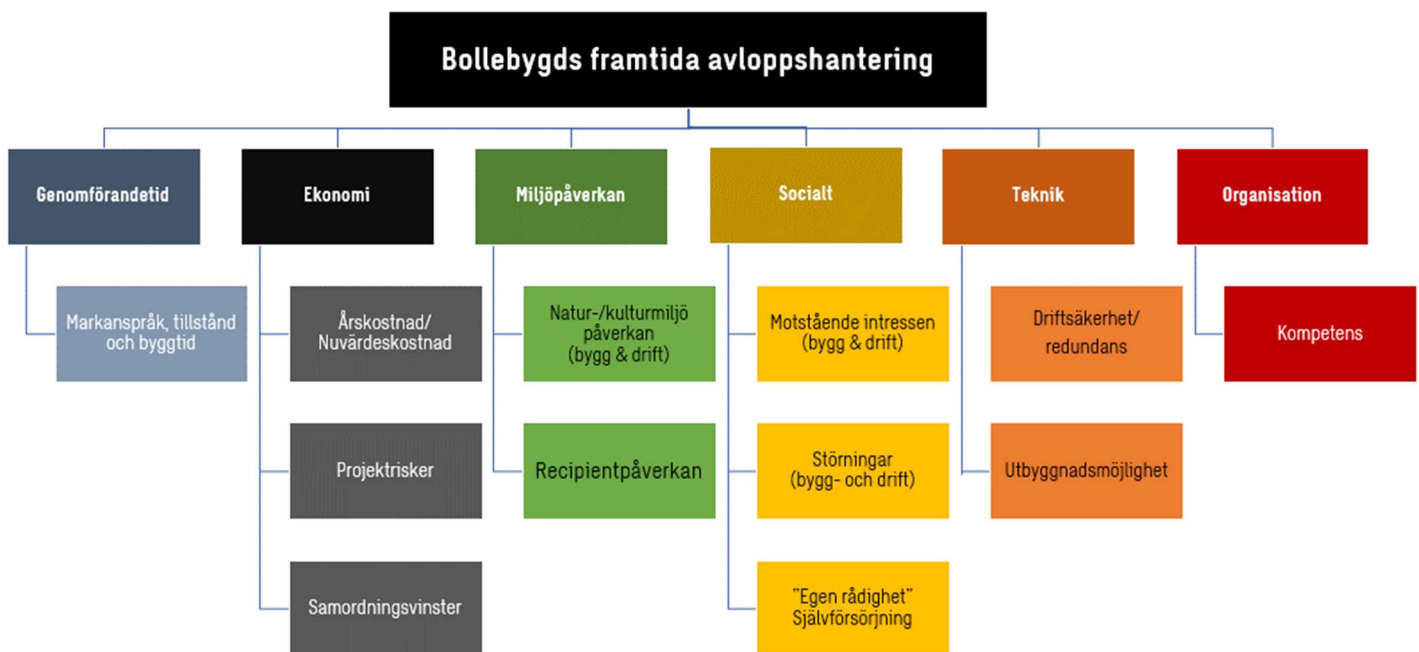 Bollebygds framtida avloppshantering
Genomförandetid
Ekonomi
Miljöpåverkan
Socialt
Teknik
Organisation
Markanspråk, tillstånd
och byggtid
Årskostnad/
Nuvärdeskostnad
Natur-/kulturmiljö
påverkan
(bygg & drift)
Motstående intressen
(bygg & drift)
Driftsäkerhet/
redundans
Kompetens
Projektrisker
Recipientpåverkan
Störningar
(bygg- och drift)
Utbyggnadsmöjlighet
Samordningsvinster
"Egen rådighet"
Självförsörjning